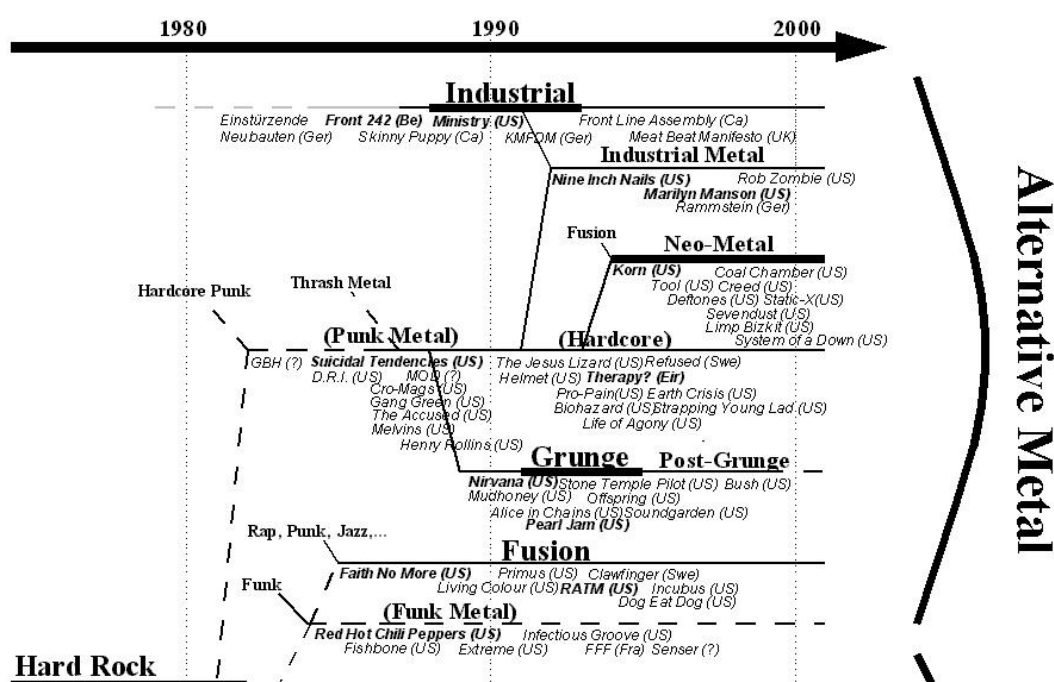 1980 1990 2000
Industrial
Einstürzende Front 242 (Be) Ministry (US) Front Line Assembly (Ca)
Neubauten (Ger) Skinny Puppy (Ca) KMFDM (Ger) Meat Beat Manifesto (UK)
Industrial Metal
Nine Inch Nails (US) Rob Zombie (US)
Marilyn Manson (US)
Rammstein (Ger)
Fusion
Neo-Metal
Korn (US) Coal Chamber (US)
Tool (US) Creed (US)
Deftones (US) Static-X(US)
Sevendust (US)
Limp Bizkit (US)
System of a Down (US)
Thrash Metal
Hardcore Punk
(Punk Metal) (Hardcore)
GBH (?) Suicidal Tendencies (US) The Jesus Lizard (US) Refused (Swe)
D.R.I. (US) MOD (?) Helmet (US) Therapy? (Eir)
Cro-Mags (US) Pro-Pain(US) Earth Crisis (US)
Gang Green (US) Biohazard (US) Strapping Young Lad (US)
The Accused (US) Life of Agony (US)
Melvins (US)
Henry Rollins (US)
Grunge Post-Grunge
Nirvana (US) Stone Temple Pilot (US) Bush (US)
Mudhoney (US) Offspring (US)
Alice in Chains (US) Soundgarden (US)
Pearl Jam (US)
Rap, Punk, Jazz,...
Fusion
Faith No More (US) Primus (US) Clawfinger (Swe)
Living Colour (US) RATM (US) Incubus (US)
Dog Eat Dog (US)
Funk
(Funk Metal)
Red Hot Chili Peppers (US) Infectious Groove (US)
Fishbone (US) Extreme (US) FFF (Fra) Senser (?)
Hard Rock
Alternative Metal